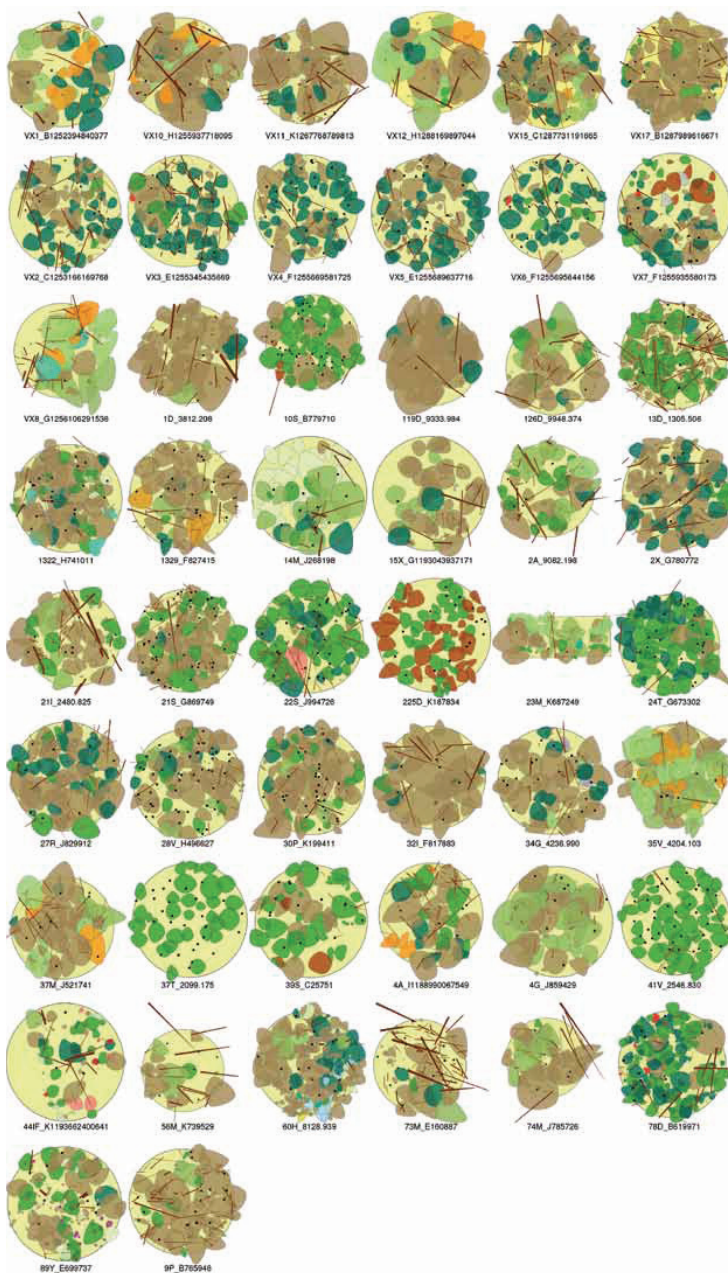 VX1_B1252394840377 VX10_H1255937718095 VX11_K1267768789813 VX12_H1288169897044 VX15_C1287731191665 VX17_B1287989616671
VX2_C1253166169768 VX3_E1255345435669 VX4_F1255669581725 VX5_E1255689637716 VX6_F1255695644156 VX7_F1255935580173
VX8_G1256106291536 1D_3812.206 10S_B779710 119D_9333.984 126D_9948.374 13D_1305.506
1322_H741011 1329_F827415 14M_J268198 15X_G1193043937171 2A_9082.198 2X_G780772
21I_2480.825 21S_G869749 22S_J994726 225D_K187834 23M_K687249 24T_G673302
27R_J829912 28V_H496627 30P_K199411 32I_F817883 34G_4236.990 35V_4204.103
37M_J521741 37T_2099.175 39S_C25751 4A_I1188990067549 4G_J859429 41V_2546.830
44IF_K1193662400641 56M_K739529 60H_8128.939 73M_E160887 74M_J785726 78D_B519971
89Y_E699737 9P_B765946